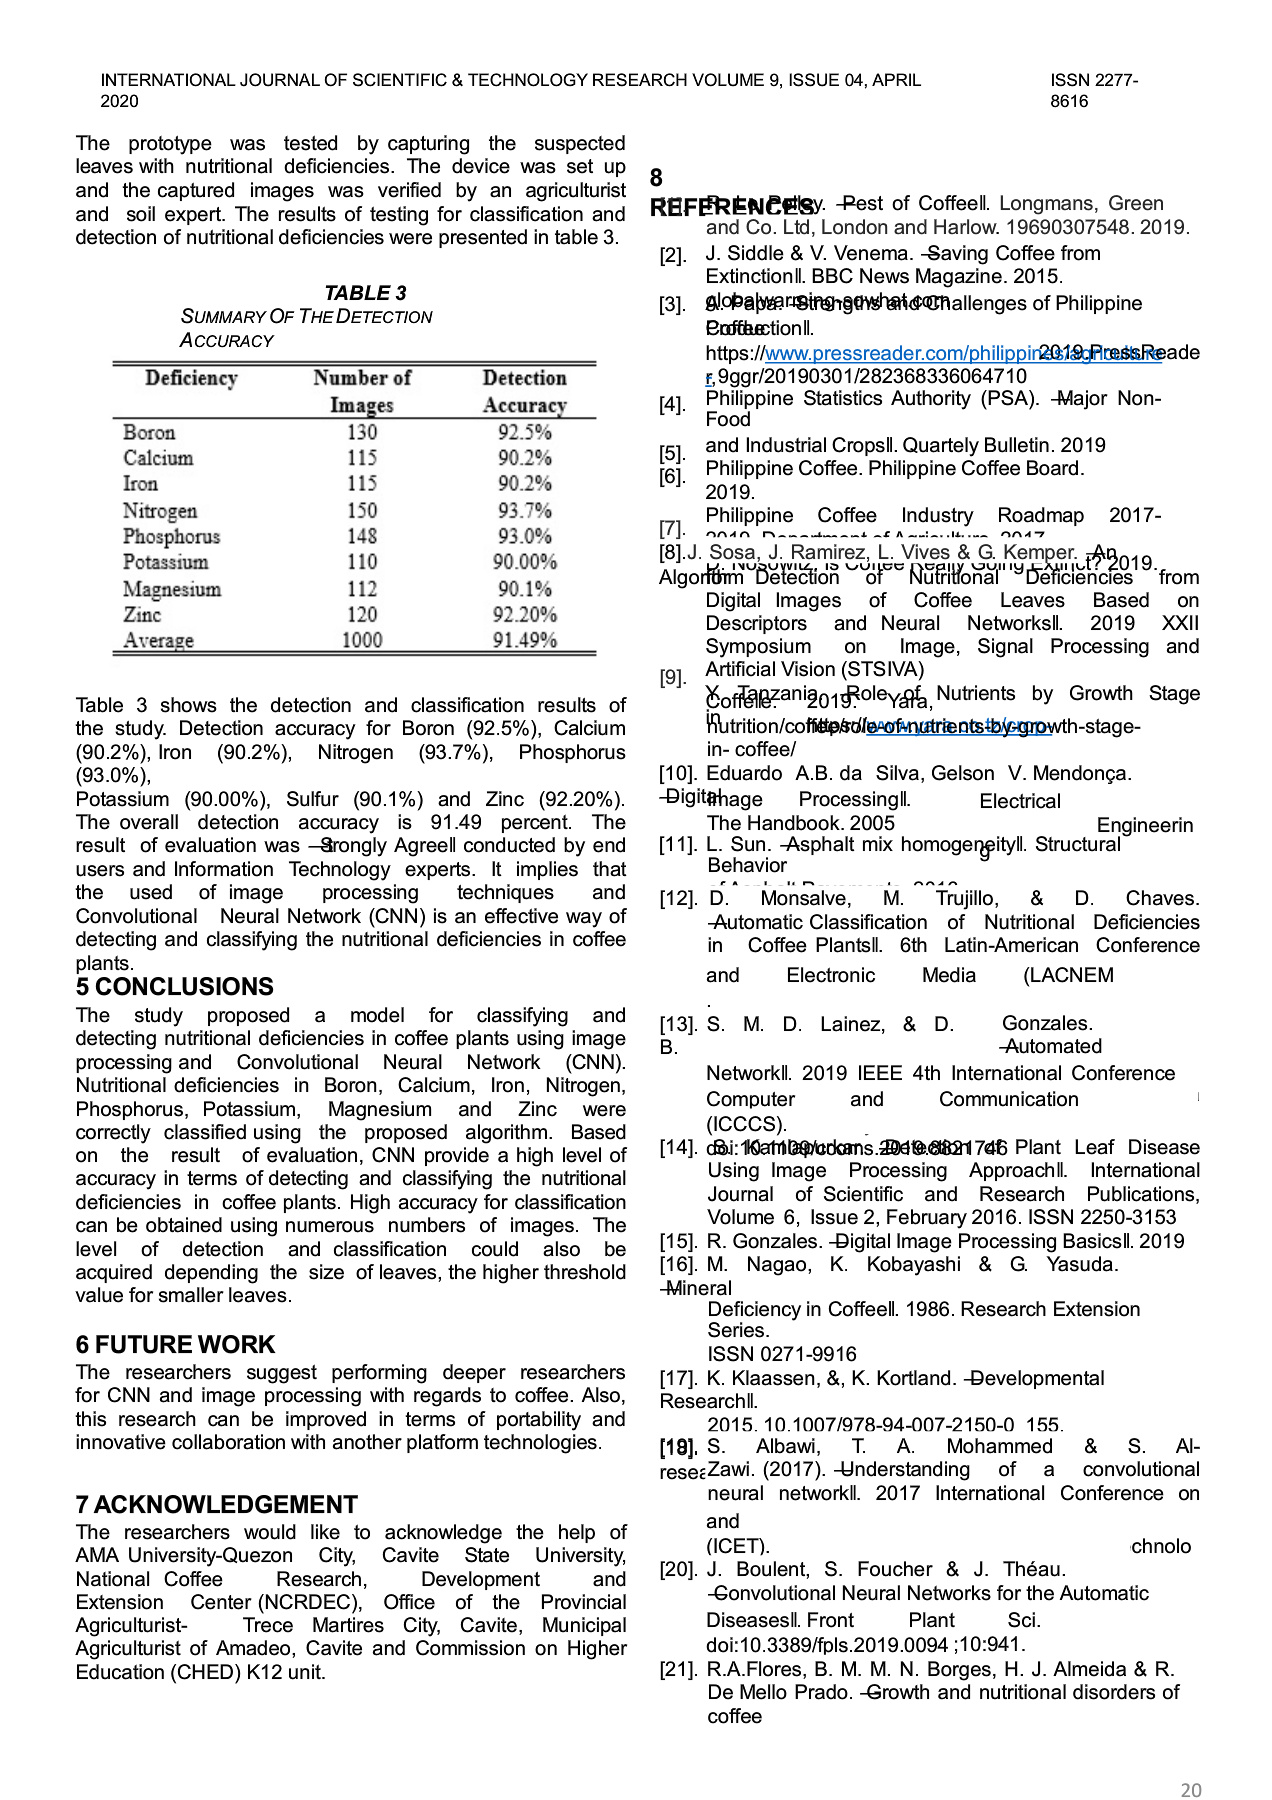 INTERNATIONAL JOURNAL OF SCIENTIFIC & TECHNOLOGY RESEARCH VOLUME 9, ISSUE 04, APRIL 2020
ISSN 2277-8616
The prototype was tested by capturing the suspected
leaves with nutritional deficiencies. The device was set up
and the captured images was verified by an agriculturist
and soil expert. The results of testing for classification and
detection of nutritional deficiencies were presented in table 3.
TABLE 3
SUMMARY OF THE DETECTION
ACCURACY
Deficiency Number of Images Detection Accuracy
Boron 130 92.5%
Calcium 115 90.2%
Iron 115 90.2%
Nitrogen 150 93.7%
Phosphorus 148 93.0%
Potassium 110 90.00%
Magnesium 112 90.1%
Zinc 120 92.20%
Average 1000 91.49%
Table 3 shows the detection and classification results of
the study. Detection accuracy for Boron (92.5%), Calcium
(90.2%), Iron (90.2%), Nitrogen (93.7%), Phosphorus
(93.0%),
Potassium (90.00%), Sulfur (90.1%) and Zinc (92.20%).
The overall detection accuracy is 91.49 percent. The
result of evaluation was ―Strongly Agree‖ conducted by end
users and Information Technology experts. It implies that
the used of image processing techniques and
Convolutional Neural Network (CNN) is an effective way of
detecting and classifying the nutritional deficiencies in coffee
plants.
5 CONCLUSIONS
The study proposed a model for classifying and
detecting nutritional deficiencies in coffee plants using image
processing and Convolutional Neural Network (CNN).
Nutritional deficiencies in Boron, Calcium, Iron, Nitrogen,
Phosphorus, Potassium, Magnesium and Zinc were
correctly classified using the proposed algorithm. Based
on the result of evaluation, CNN provide a high level of
accuracy in terms of detecting and classifying the nutritional
deficiencies in coffee plants. High accuracy for classification
can be obtained using numerous numbers of images. The
level of detection and classification could also be
acquired depending the size of leaves, the higher threshold
value for smaller leaves.
6 FUTURE WORK
The researchers suggest performing deeper researchers
for CNN and image processing with regards to coffee. Also,
this research can be improved in terms of portability and
innovative collaboration with another platform technologies.
7 ACKNOWLEDGEMENT
The researchers would like to acknowledge the help of
AMA University-Quezon City, Cavite State University,
National Coffee Research, Development and
Extension Center (NCRDEC), Office of the Provincial
Agriculturist- Trece Martires City, Cavite, Municipal
Agriculturist of Amadeo, Cavite and Commission on Higher
Education (CHED) K12 unit.
8
REFERENCES
R. Le Pelley. ―Pest of Coffee‖. Longmans, Green
and Co. Ltd, London and Harlow. 19690307548. 2019.
[2]. J. Siddle & V. Venema. ―Saving Coffee from
Extinction‖. BBC News Magazine. 2015.
globalwarming-sowhat.com
[3]. A. Papa. ―Strengths and Challenges of Philippine
Coffee Production‖.
https://www.pressreader.com/philippines/agriculture
2019.PressReade
r,9ggr/20190301/282368336064710
[4]. Philippine Statistics Authority (PSA). ―Major Non-
Food
and Industrial Crops‖. Quartely Bulletin. 2019
[5].
[6]. Philippine Coffee. Philippine Coffee Board.
2019.
Philippine Coffee Industry Roadmap 2017-
[7].
[8].J. Sosa, J. Ramirez, L. Vives & G. Kemper. ―An
D. Nosowitz. Is Coffee Really Going Extinct? 2019.
Algorithm Detection of Nutritional Deficiencies from
Digital Images of Coffee Leaves Based on
Descriptors and Neural Networks‖. 2019 XXII
Symposium on Image, Signal Processing and
Artificial Vision (STSIVA)
[9]. Y. Tanzania. ―Role of Nutrients by Growth Stage
in Coffee‖. 2019. Yara,
https://www.yara.co.tz/crop-
nutrition/coffee/role-of-nutrients-by-growth-stage-
in- coffee/
[10]. Eduardo A.B. da Silva, Gelson V. Mendonça.
―Digital Image Processing‖. Electrical
The Handbook. 2005 Engineerin
g
[11]. L. Sun. ―Asphalt mix homogeneity‖. Structural
Behavior
[12]. D. Monsalve, M. Trujillo, & D. Chaves.
―Automatic Classification of Nutritional Deficiencies
in Coffee Plants‖. 6th Latin-American Conference
and Electronic Media (LACNEM
.
[13]. S. M. D. Lainez, & D. Gonzales.
B. ―Automated
Network‖. 2019 IEEE 4th International Conference
Computer and Communication
(ICCCS).
doi:10.1109/ccoms.2019.8821746
[14]. S. Kamlapurkar. ―Detection of Plant Leaf Disease
Using Image Processing Approach‖. International
Journal of Scientific and Research Publications,
Volume 6, Issue 2, February 2016. ISSN 2250-3153
[15]. R. Gonzales. ―Digital Image Processing Basics‖. 2019
[16]. M. Nagao, K. Kobayashi & G. Yasuda.
―Mineral
Deficiency in Coffee‖. 1986. Research Extension
Series.
ISSN 0271-9916
[17]. K. Klaassen, &, K. Kortland. ―Developmental
Research‖.
2015. 10.1007/978-94-007-2150-0_155.
[19]. S. Albawi, T. A. Mohammed & S. Al-
Zawi. (2017). ―Understanding of a convolutional
neural network‖. 2017 International Conference on
and
(ICET). chnolo
[20]. J. Boulent, S. Foucher & J. Théau.
―Convolutional Neural Networks for the Automatic
Diseases‖. Front Plant Sci.
doi:10.3389/fpls.2019.0094 ;10:941.
[21]. R.A.Flores, B. M. M. N. Borges, H. J. Almeida & R.
De Mello Prado. ―Growth and nutritional disorders of
coffee
20